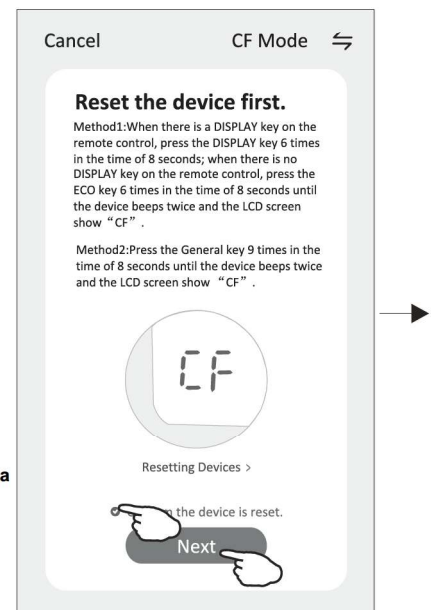 Cancel CF Mode
Reset the device first.
Method1:When there is a DISPLAY key on the
remote control, press the DISPLAY key 6 times
in the time of 8 seconds; when there is no
DISPLAY key on the remote control, press the
ECO key 6 times in the time of 8 seconds until
the device beeps twice and the LCD screen
show “CF” .
Method2:Press the General key 9 times in the
time of 8 seconds until the device beeps twice
and the LCD screen show “CF” .
CF
Resetting Devices >
a
the device is reset.
Next